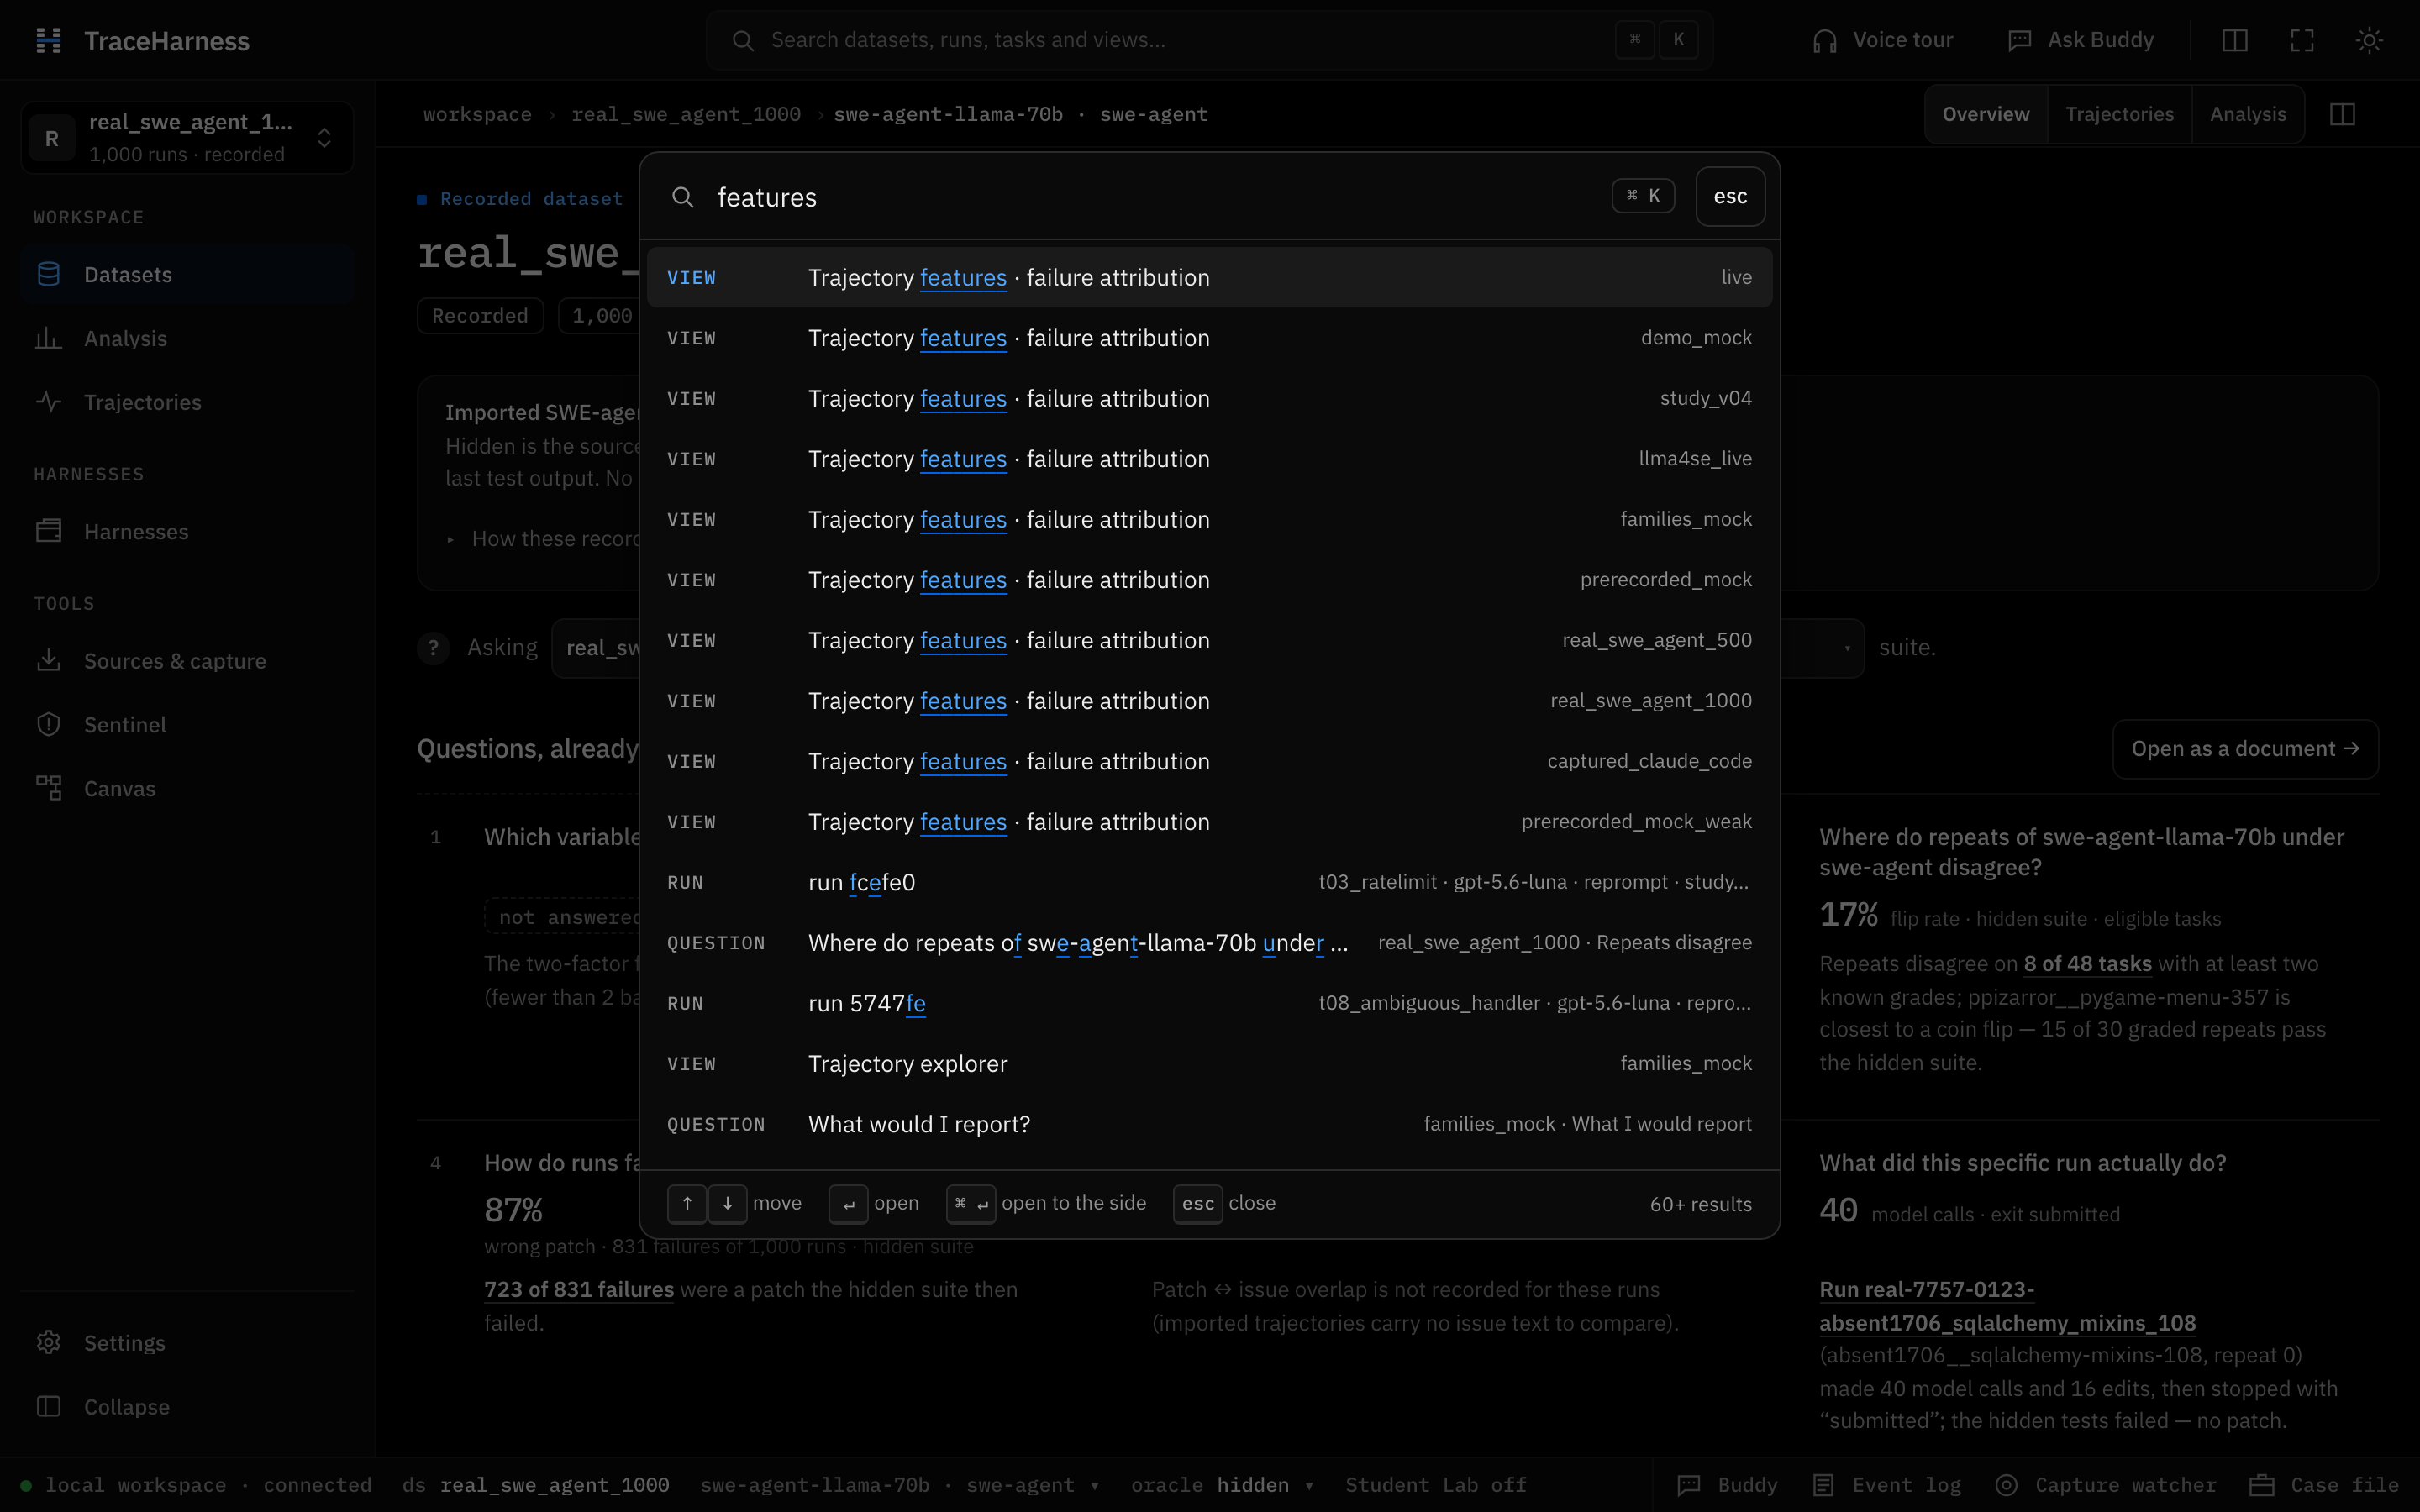 TraceHarness
Search datasets, runs, tasks and views...
⌘ K
Voice tour
Ask Buddy
R
real_swe_agent_1...
1,000 runs · recorded
workspace › real_swe_agent_1000 › swe-agent-llama-70b · swe-agent
Overview
Trajectories
Analysis
WORKSPACE
Datasets
Analysis
Trajectories
HARNESSES
Harnesses
TOOLS
Sources & capture
Sentinel
Canvas
Settings
Collapse
Recorded dataset
real_swe_
Recorded
1,000
Imported SWE-agen
Hidden is the source
last test output. No
▸ How these record
? Asking real_sw
▾ suite.
Questions, already
Open as a document →
1 Which variable
not answered
The two-factor f
(fewer than 2 ba
Where do repeats of swe-agent-llama-70b under
swe-agent disagree?
17% flip rate · hidden suite · eligible tasks
Repeats disagree on 8 of 48 tasks with at least two
known grades; ppizarror__pygame-menu-357 is
closest to a coin flip — 15 of 30 graded repeats pass
the hidden suite.
4 How do runs fa
87%
wrong patch · 831 failures of 1,000 runs · hidden suite
723 of 831 failures were a patch the hidden suite then
failed.
Patch ↔ issue overlap is not recorded for these runs
(imported trajectories carry no issue text to compare).
What did this specific run actually do?
40 model calls · exit submitted
Run real-7757-0123-
absent1706_sqlalchemy_mixins_108
(absent1706__sqlalchemy-mixins-108, repeat 0)
made 40 model calls and 16 edits, then stopped with
“submitted”; the hidden tests failed — no patch.
features
⌘ K
esc
VIEW Trajectory features · failure attribution live
VIEW Trajectory features · failure attribution demo_mock
VIEW Trajectory features · failure attribution study_v04
VIEW Trajectory features · failure attribution llma4se_live
VIEW Trajectory features · failure attribution families_mock
VIEW Trajectory features · failure attribution prerecorded_mock
VIEW Trajectory features · failure attribution real_swe_agent_500
VIEW Trajectory features · failure attribution real_swe_agent_1000
VIEW Trajectory features · failure attribution captured_claude_code
VIEW Trajectory features · failure attribution prerecorded_mock_weak
RUN run fcefe0 t03_ratelimit · gpt-5.6-luna · reprompt · study...
QUESTION Where do repeats of swe-agent-llama-70b under ... real_swe_agent_1000 · Repeats disagree
RUN run 5747fe t08_ambiguous_handler · gpt-5.6-luna · repro...
VIEW Trajectory explorer families_mock
QUESTION What would I report? families_mock · What I would report
↑ ↓ move ↵ open ⌘ ↵ open to the side esc close 60+ results
local workspace · connected ds real_swe_agent_1000 swe-agent-llama-70b · swe-agent ▾ oracle hidden ▾ Student Lab off
Buddy
Event log
Capture watcher
Case file